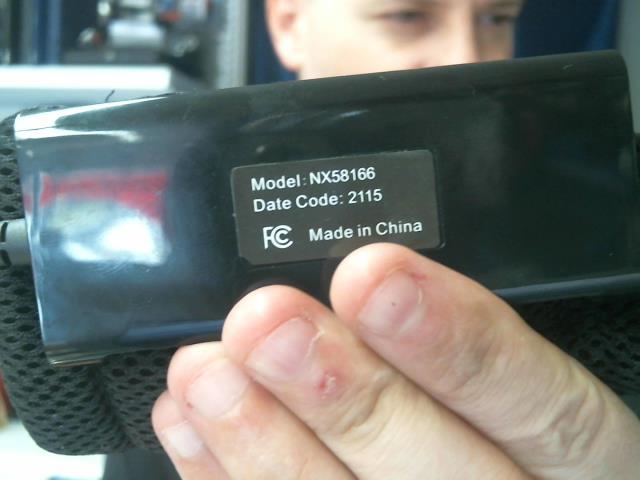 Model: NX58166
Date Code: 2115
FC Made in China